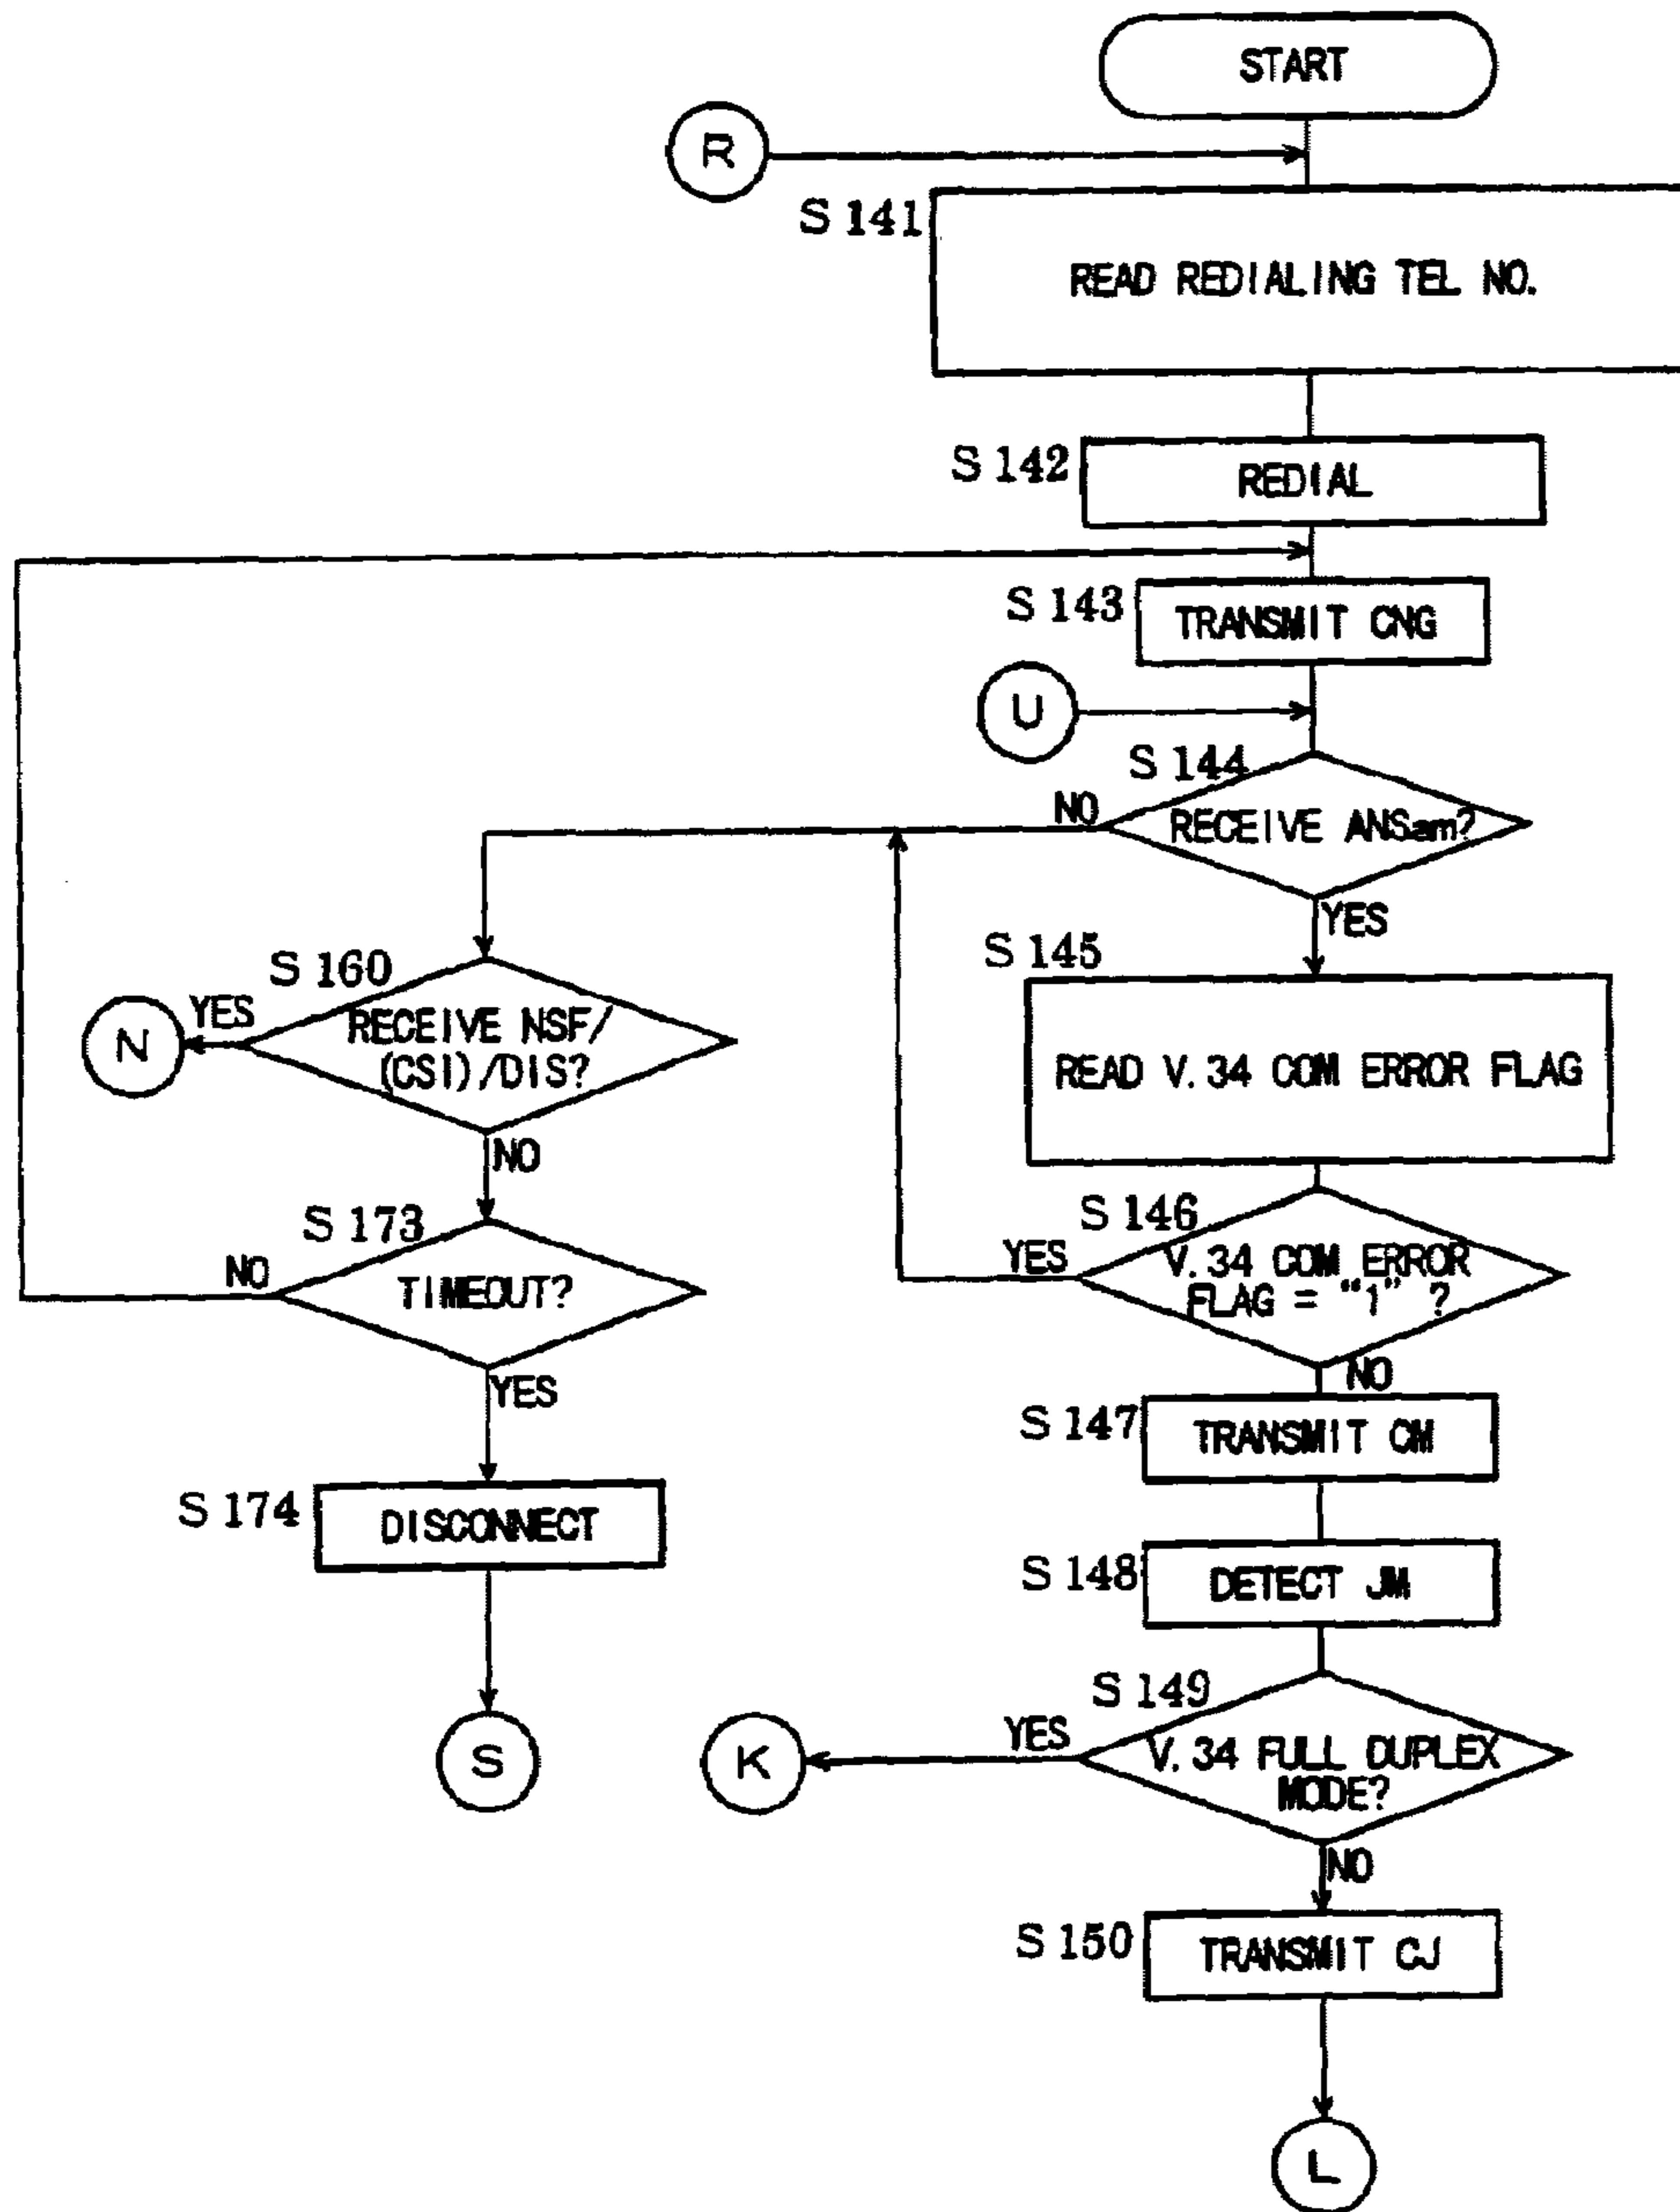 START
R
S 141
READ REDIALING TEL NO.
S 142
REDIAL
S 143
TRANSMIT CNG
U
S 144
NO
RECEIVE ANSam?
YES
S 145
READ V.34 COM ERROR FLAG
S 160
YES
N
RECEIVE NSF/
(CSI)/DIS?
NO
S 146
YES
V.34 COM ERROR
FLAG = "1" ?
NO
S 173
NO
TIMEOUT?
YES
S 147
TRANSMIT CM
S 174
DISCONNECT
S 148
DETECT JM
S 149
YES
V.34 FULL DUPLEX
MODE?
NO
S
K
S 150
TRANSMIT CJ
L